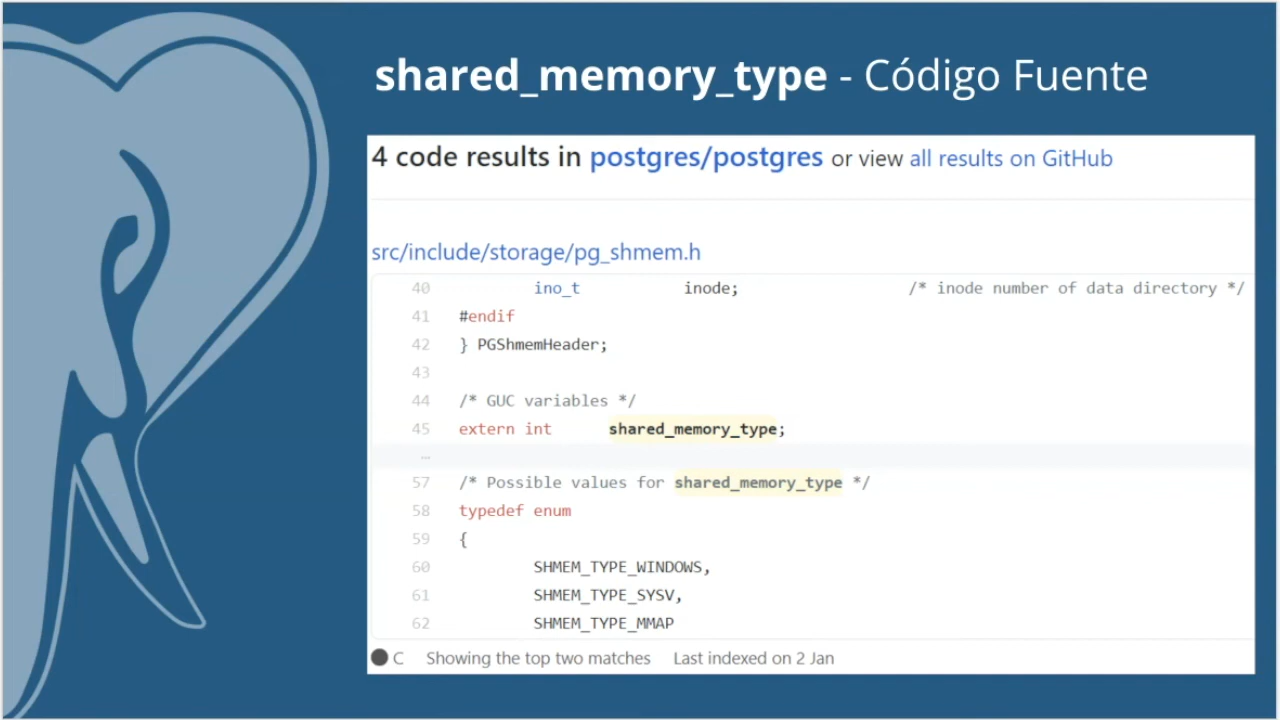 shared_memory_type - Código Fuente
4 code results in postgres/postgres or view all results on GitHub
src/include/storage/pg_shmem.h
40 ino_t inode; /* inode number of data directory */
41 #endif
42 } PGShmemHeader;
43
44 /* GUC variables */
45 extern int shared_memory_type;
…
57 /* Possible values for shared_memory_type */
58 typedef enum
59 {
60 SHMEM_TYPE_WINDOWS,
61 SHMEM_TYPE_SYSV,
62 SHMEM_TYPE_MMAP
C Showing the top two matches Last indexed on 2 Jan